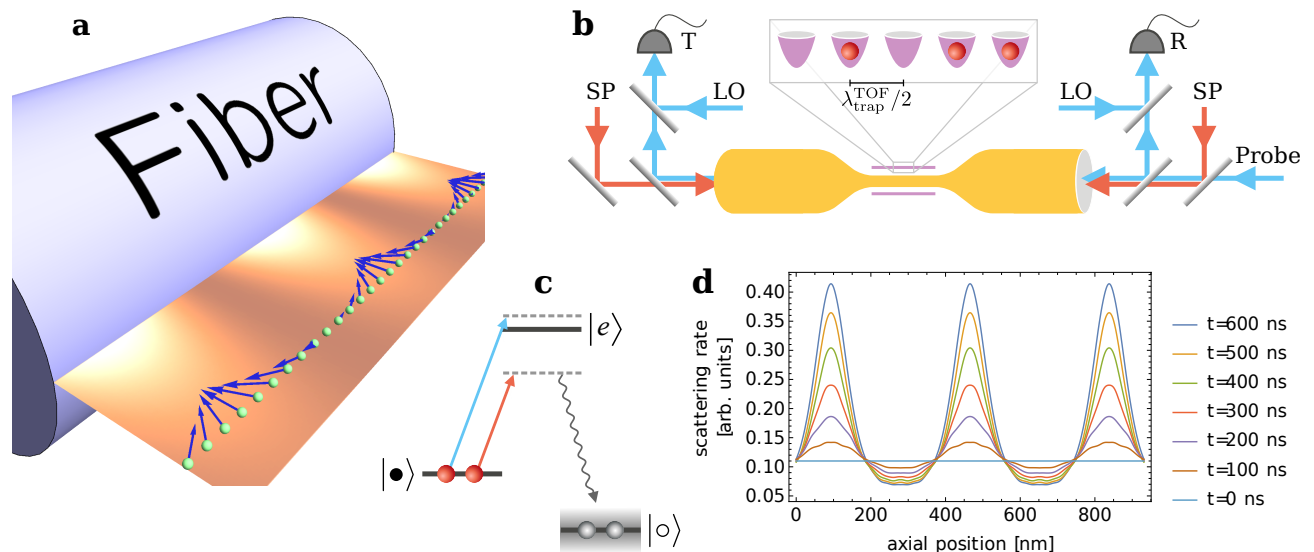 a
Fiber
b
T
R
SP
LO
λ_trap^TOF/2
LO
SP
Probe
c
|e⟩
|●⟩
|○⟩
d
scattering rate
[arb. units]
0.40
0.35
0.30
0.25
0.20
0.15
0.10
0.05
0
200
400
600
800
axial position [nm]
t=600 ns
t=500 ns
t=400 ns
t=300 ns
t=200 ns
t=100 ns
t=0 ns